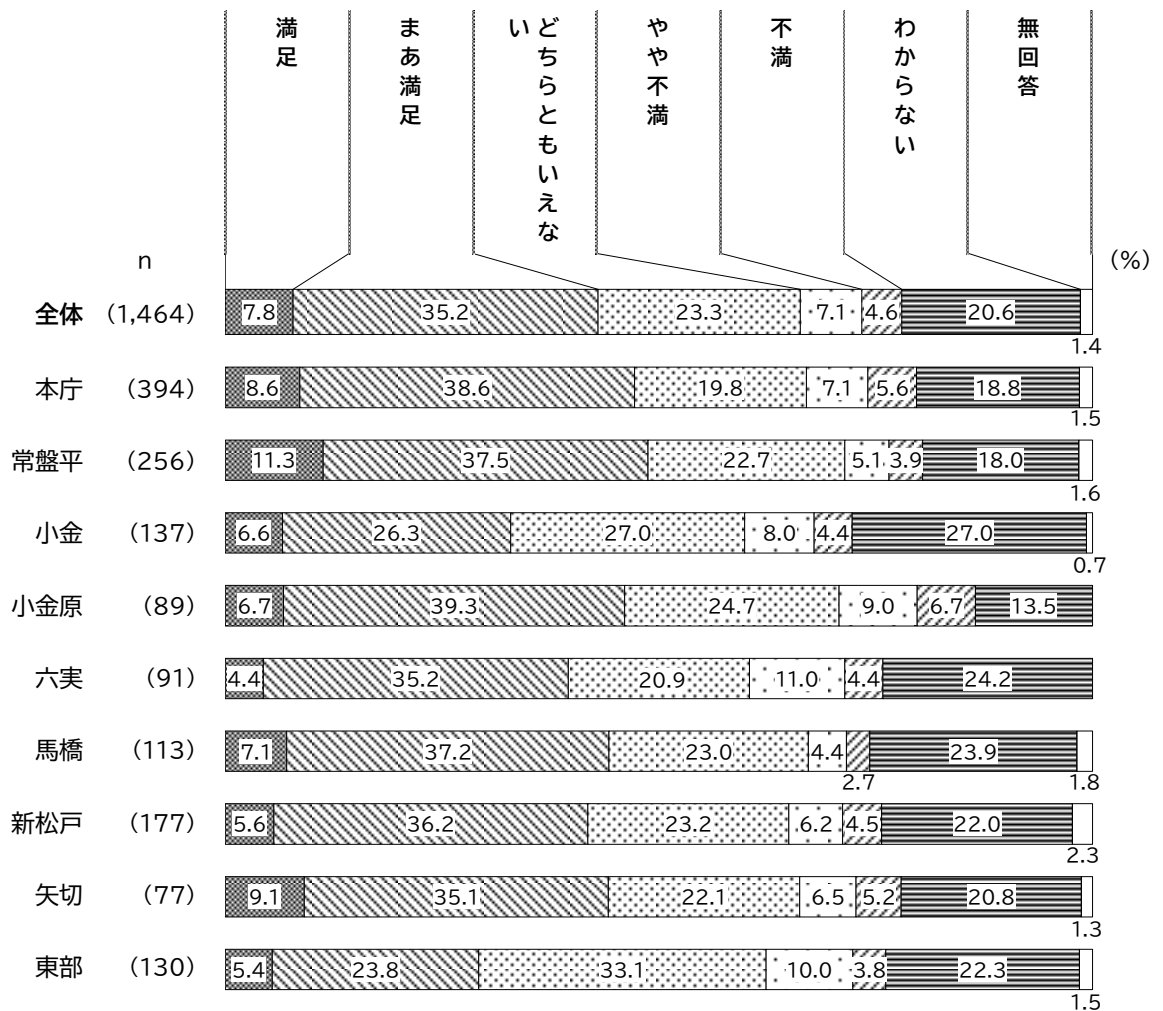 満足
まあ満足
どちらともいえな
い
やや不満
不満
わからない
無回答
n
(%)
全体 (1,464) 7.8 35.2 23.3 7.1 4.6 20.6
1.4
本庁 (394) 8.6 38.6 19.8 7.1 5.6 18.8
1.5
常盤平 (256) 11.3 37.5 22.7 5.1 3.9 18.0
1.6
小金 (137) 6.6 26.3 27.0 8.0 4.4 27.0
0.7
小金原 (89) 6.7 39.3 24.7 9.0 6.7 13.5
六実 (91) 4.4 35.2 20.9 11.0 4.4 24.2
馬橋 (113) 7.1 37.2 23.0 4.4 23.9
2.7 1.8
新松戸 (177) 5.6 36.2 23.2 6.2 4.5 22.0
2.3
矢切 (77) 9.1 35.1 22.1 6.5 5.2 20.8
1.3
東部 (130) 5.4 23.8 33.1 10.0 3.8 22.3
1.5